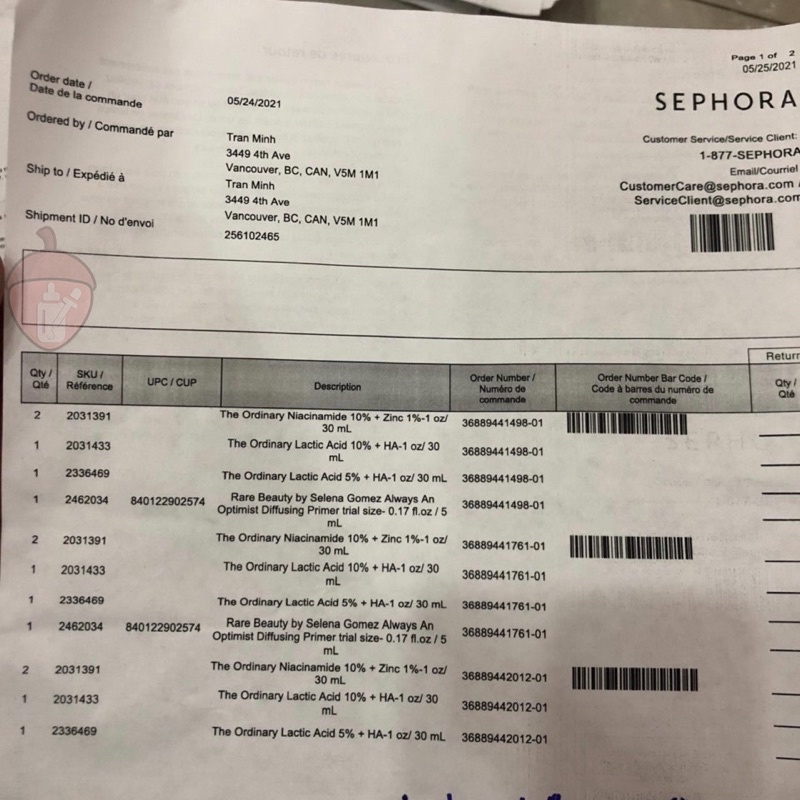 Page 1 of 2
05/25/2021
SEPHORA
Order date /
Date de la commande
05/24/2021
Customer Service/Service Client:
1-877-SEPHORA
Email/Courriel
CustomerCare@sephora.com /
ServiceClient@sephora.com
Ordered by / Commandé par
Tran Minh
3449 4th Ave
Vancouver, BC, CAN, V5M 1M1
Ship to / Expédié à
Tran Minh
3449 4th Ave
Vancouver, BC, CAN, V5M 1M1
Shipment ID / No d'envoi
256102465
Return
Qty / Qté SKU / Référence UPC / CUP Description Order Number / Numéro de commande Order Number Bar Code / Code à barres du numéro de commande Qty / Qté
2 2031391 The Ordinary Niacinamide 10% + Zinc 1%-1 oz/ 36889441498-01
30 mL
1 2031433 The Ordinary Lactic Acid 10% + HA-1 oz/ 30 36889441498-01
mL
1 2336469 The Ordinary Lactic Acid 5% + HA-1 oz/ 30 mL 36889441498-01
1 2462034 840122902574 Rare Beauty by Selena Gomez Always An 36889441498-01
Optimist Diffusing Primer trial size- 0.17 fl.oz / 5
mL
2 2031391 The Ordinary Niacinamide 10% + Zinc 1%-1 oz/ 36889441761-01
30 mL
1 2031433 The Ordinary Lactic Acid 10% + HA-1 oz/ 30 36889441761-01
mL
1 2336469 The Ordinary Lactic Acid 5% + HA-1 oz/ 30 mL 36889441761-01
1 2462034 840122902574 Rare Beauty by Selena Gomez Always An 36889441761-01
Optimist Diffusing Primer trial size- 0.17 fl.oz / 5
mL
2 2031391 The Ordinary Niacinamide 10% + Zinc 1%-1 oz/ 36889442012-01
30 mL
1 2031433 The Ordinary Lactic Acid 10% + HA-1 oz/ 30 36889442012-01
mL
1 2336469 The Ordinary Lactic Acid 5% + HA-1 oz/ 30 mL 36889442012-01